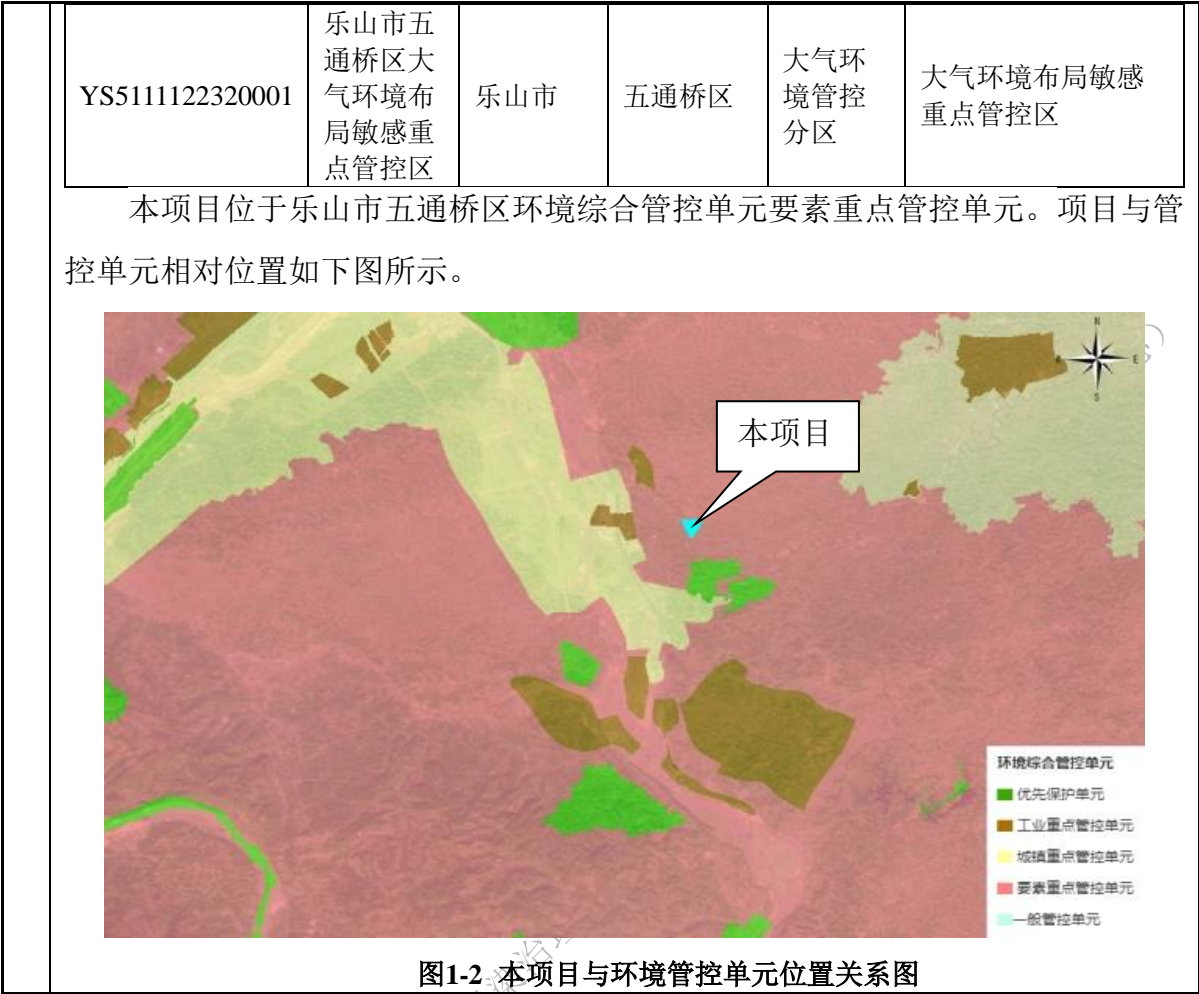 乐山市五
通桥区大
气环境布
局敏感重
点管控区
YS5111122320001
乐山市
五通桥区
大气环
境管控
分区
大气环境布局敏感
重点管控区
本项目位于乐山市五通桥区环境综合管控单元要素重点管控单元。项目与管
控单元相对位置如下图所示。
N
E
S
本项目
环境综合管控单元
优先保护单元
工业重点管控单元
城镇重点管控单元
要素重点管控单元
一般管控单元
图1-2 本项目与环境管控单元位置关系图